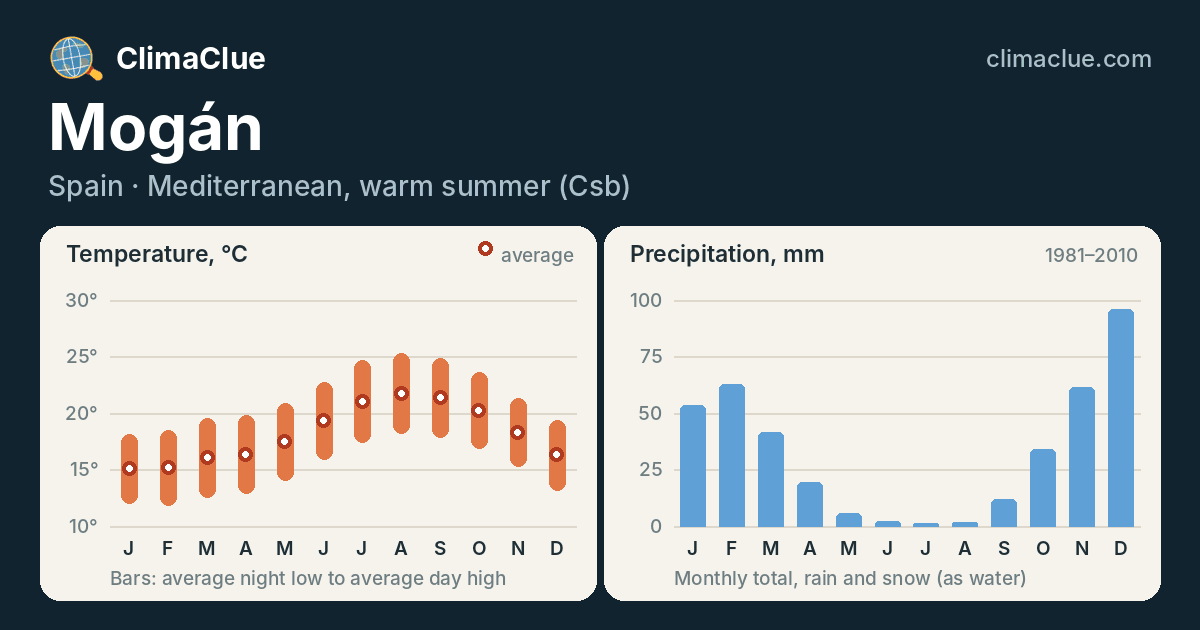 ClimaClue
climaclue.com
Mogán
Spain · Mediterranean, warm summer (Csb)
Temperature, °C
average
30°
25°
20°
15°
10°
J F M A M J J A S O N D
Bars: average night low to average day high
Precipitation, mm
1981–2010
100
75
50
25
0
J F M A M J J A S O N D
Monthly total, rain and snow (as water)